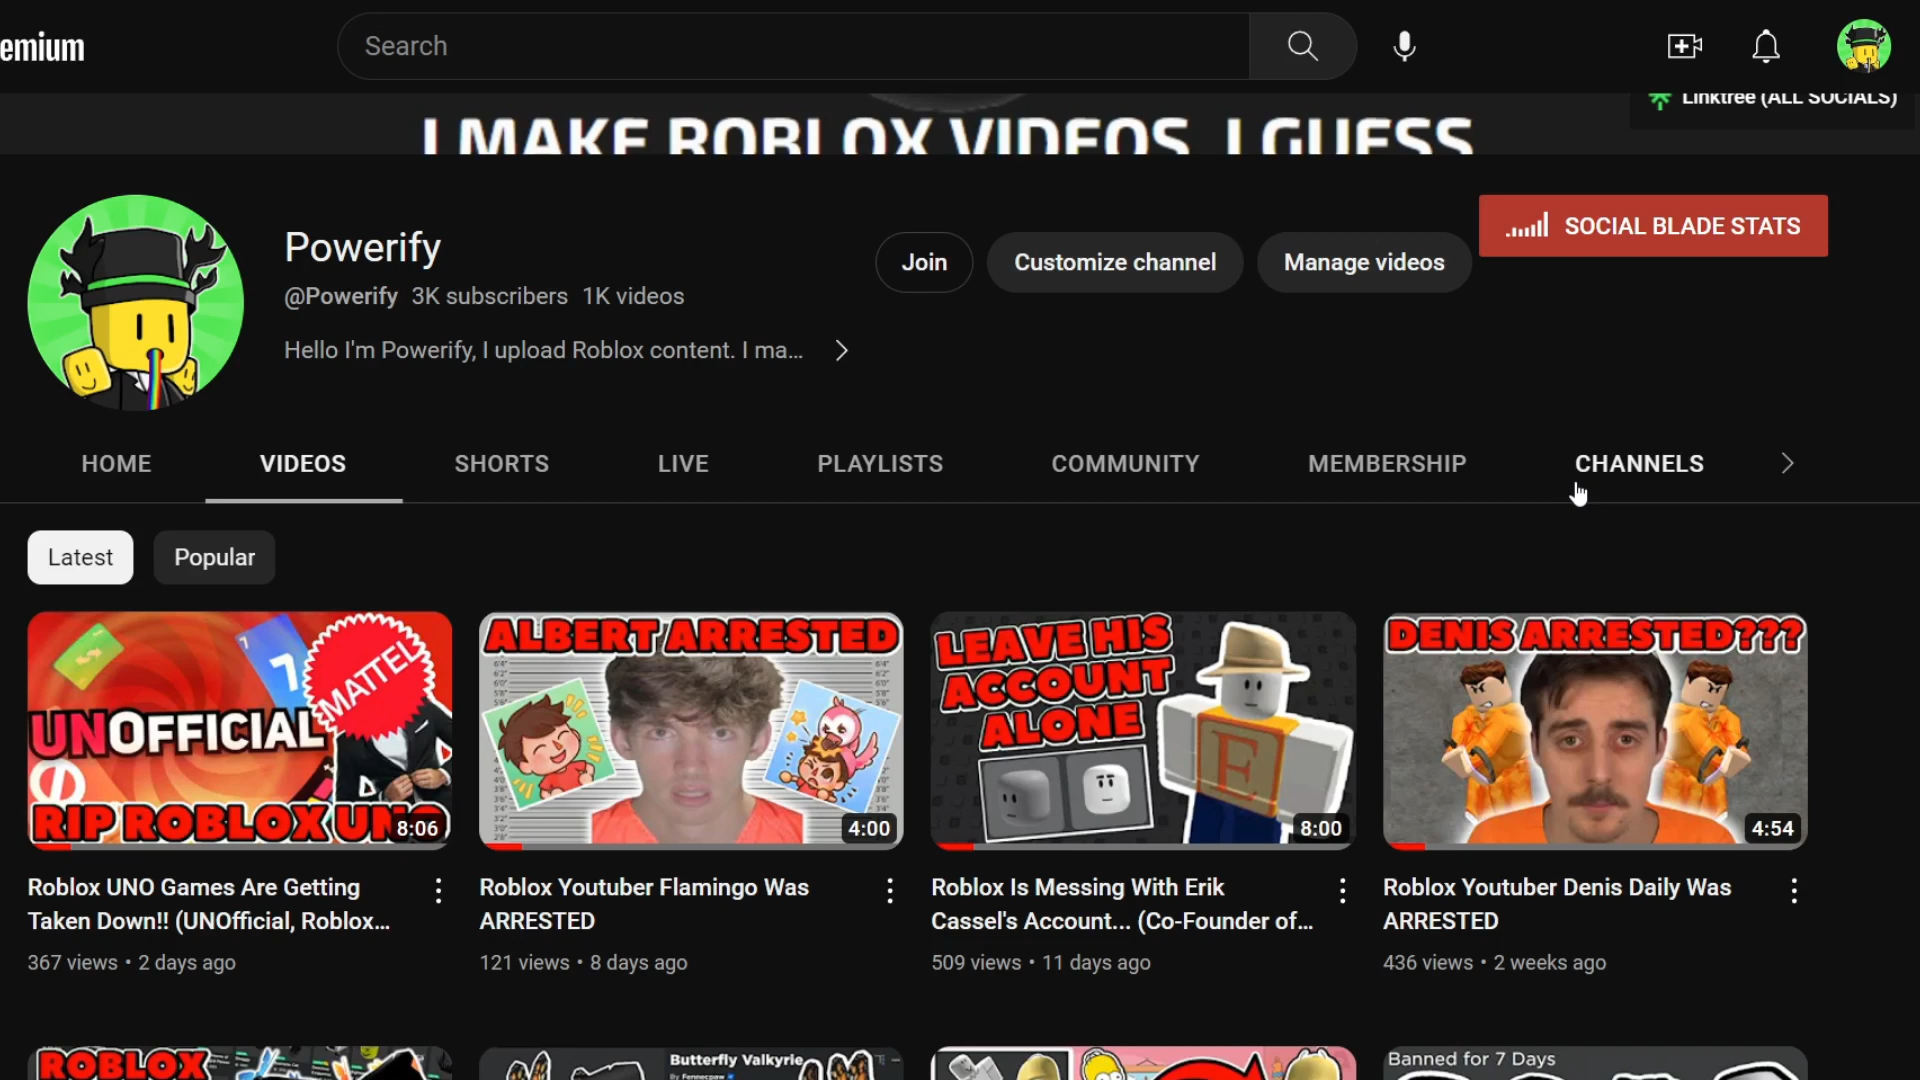 emium
Search
Linktree (ALL SOCIALS)
I MAKE ROBLOX VIDEOS, I GUESS
Powerify
@Powerify 3K subscribers 1K videos
Hello I'm Powerify, I upload Roblox content. I ma...
Join
Customize channel
Manage videos
SOCIAL BLADE STATS
HOME
VIDEOS
SHORTS
LIVE
PLAYLISTS
COMMUNITY
MEMBERSHIP
CHANNELS
Latest
Popular
7
MATTEL
UNOFFICIAL
RIP ROBLOX UN
8:06
ALBERT ARRESTED
4:00
LEAVE HIS
ACCOUNT
ALONE
E
8:00
DENIS ARRESTED???
4:54
Roblox UNO Games Are Getting
Taken Down!! (UNOfficial, Roblox...
367 views • 2 days ago
Roblox Youtuber Flamingo Was
ARRESTED
121 views • 8 days ago
Roblox Is Messing With Erik
Cassel's Account... (Co-Founder of...
509 views • 11 days ago
Roblox Youtuber Denis Daily Was
ARRESTED
436 views • 2 weeks ago
ROBLOX
Butterfly Valkyrie
By Fennecpaw
Banned for 7 Days